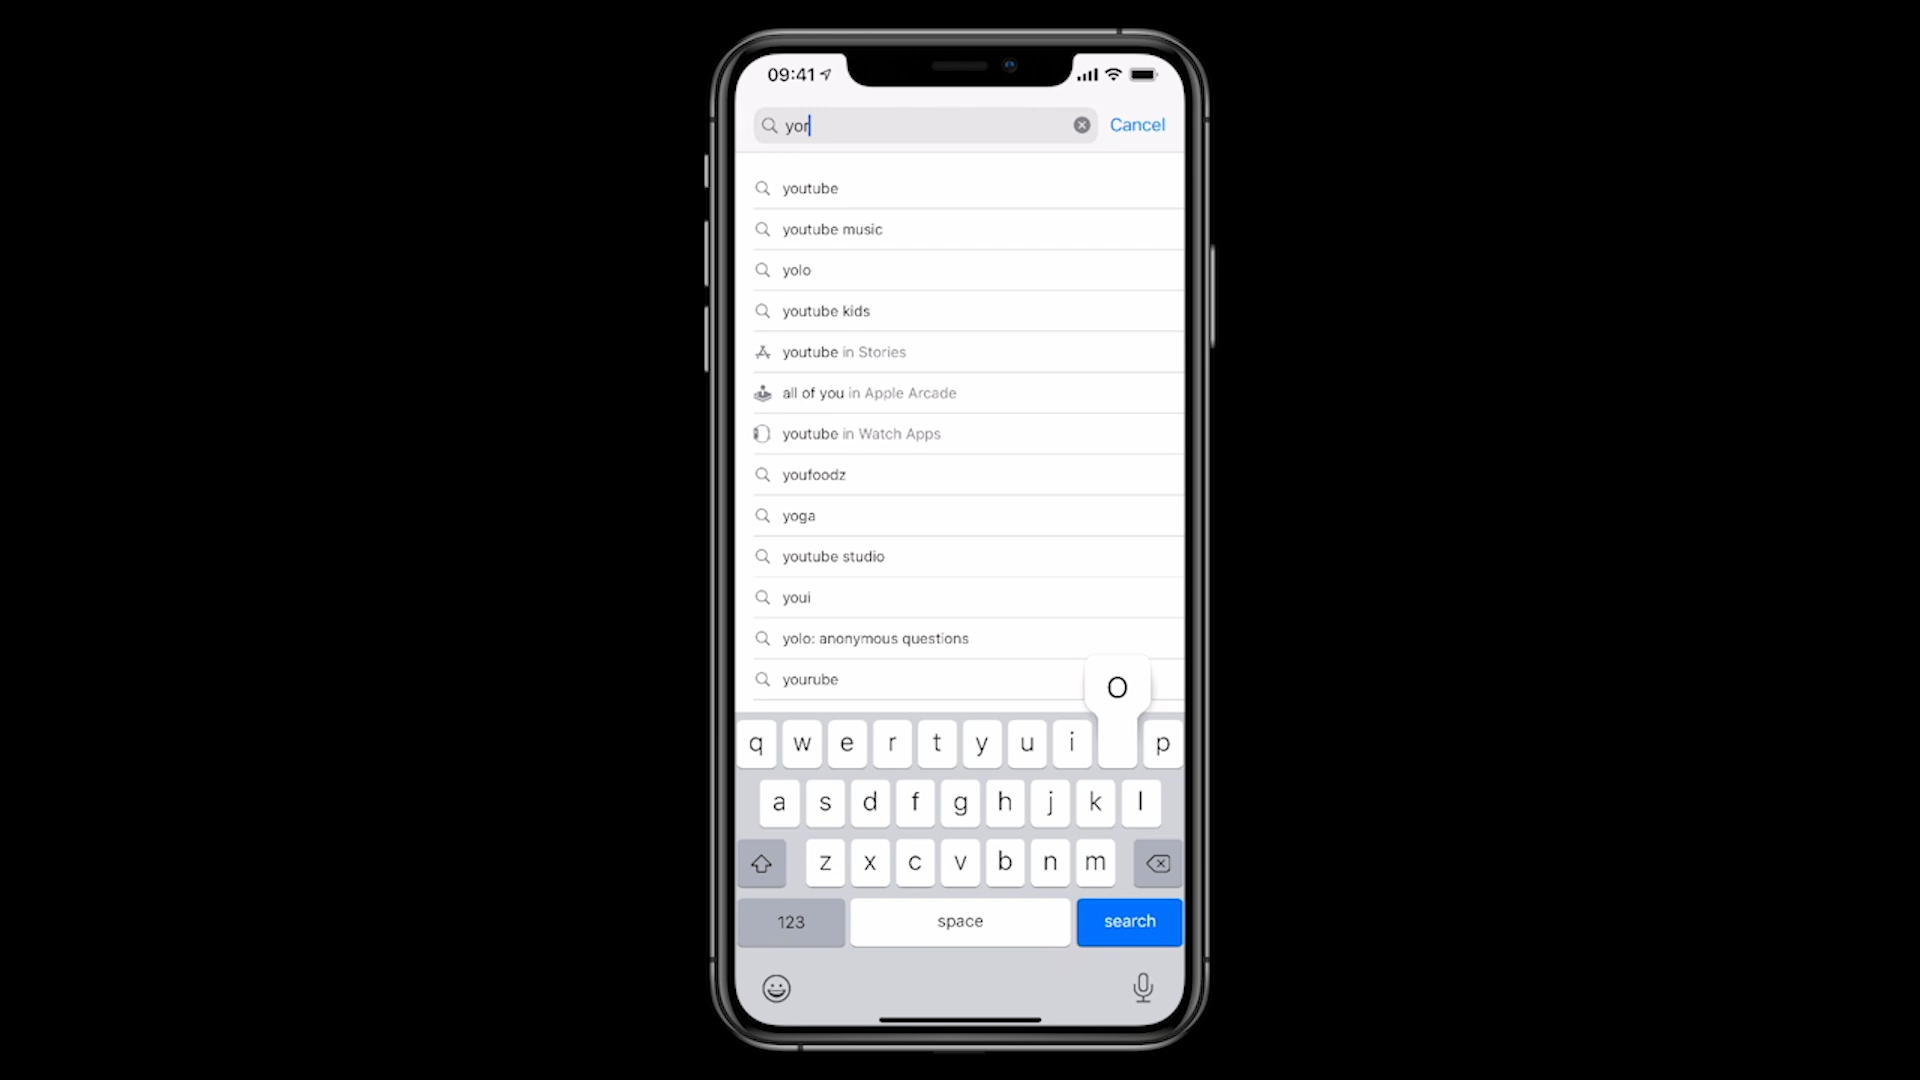 09:41
yor Cancel
youtube
youtube music
yolo
youtube kids
youtube in Stories
all of you in Apple Arcade
youtube in Watch Apps
youfoodz
yoga
youtube studio
youi
yolo: anonymous questions
yourube
O
q w e r t y u i p
a s d f g h j k l
z x c v b n m
123 space search